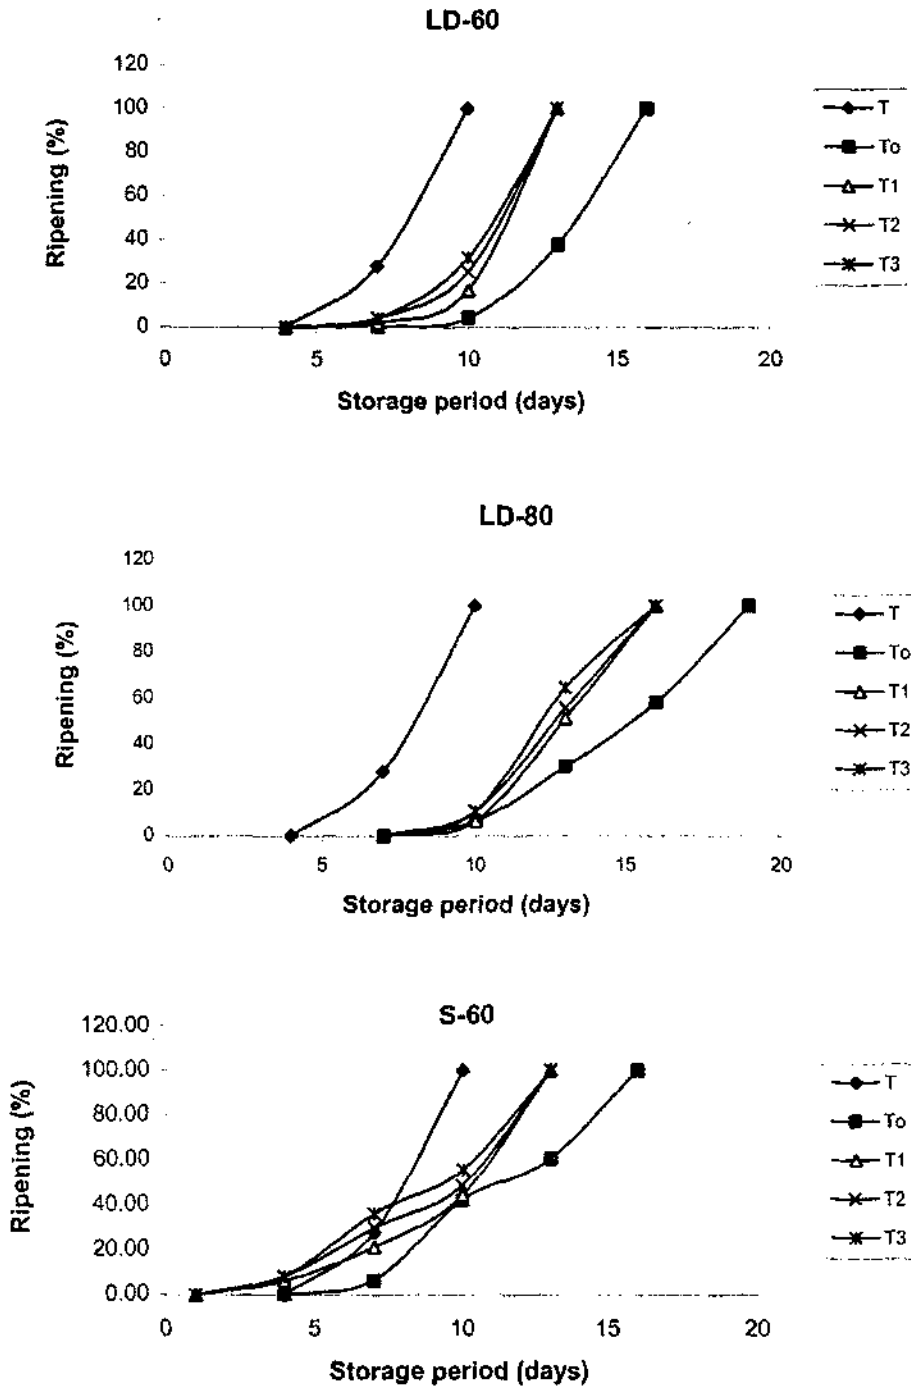 LD-60
120
100
80
60
40
20
0
0 5 10 15 20
Ripening (%)
Storage period (days)
T
To
T1
T2
T3
LD-80
120
100
80
60
40
20
0
0 5 10 15 20
Ripening (%)
Storage period (days)
T
To
T1
T2
T3
S-60
120.00
100.00
80.00
60.00
40.00
20.00
0.00
0 5 10 15 20
Ripening (%)
Storage period (days)
T
To
T1
T2
T3